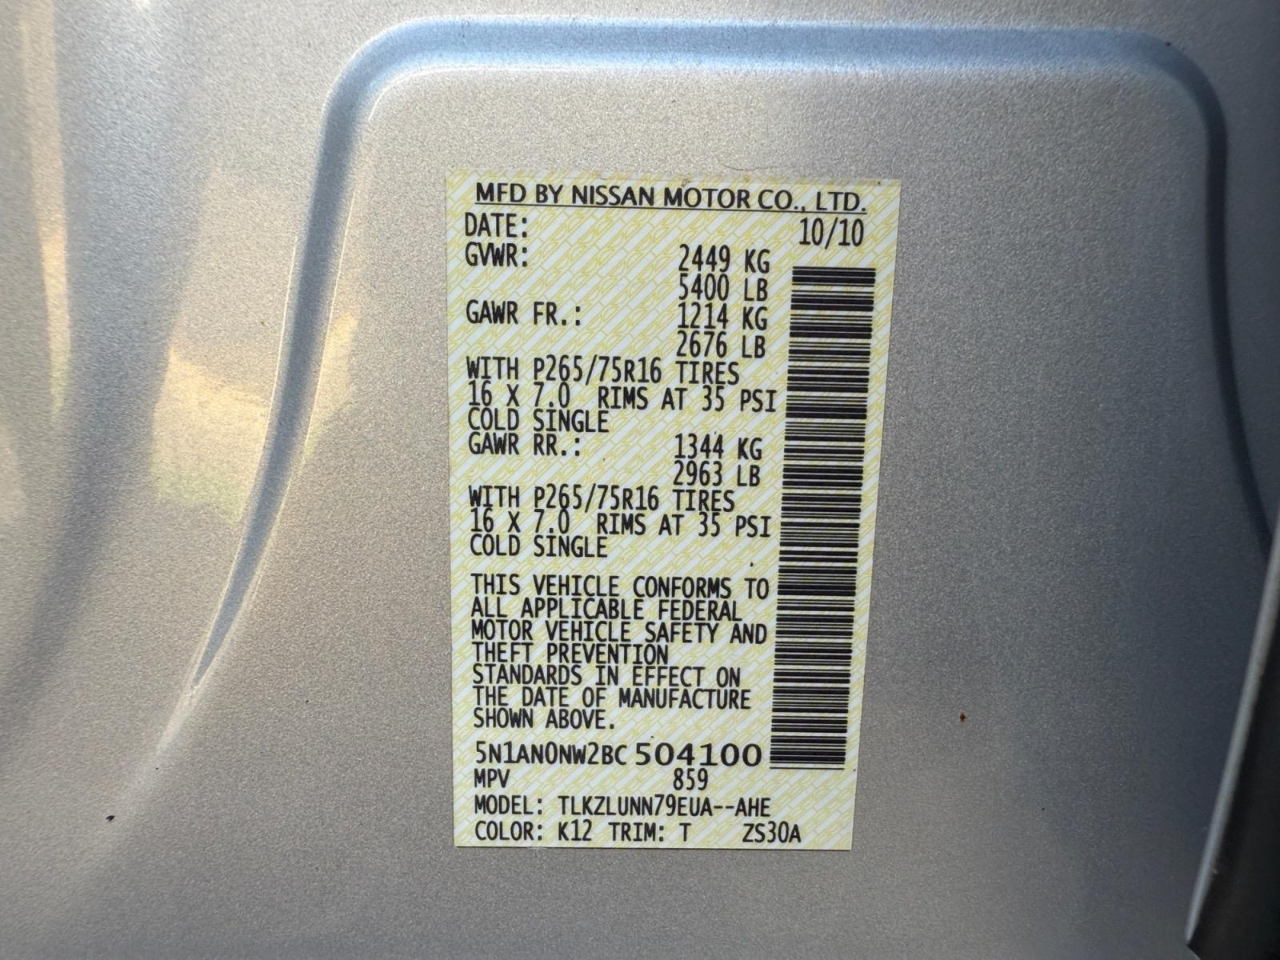 MFD BY NISSAN MOTOR CO., LTD.
DATE: 10/10
GVWR: 2449 KG
5400 LB
GAWR FR.: 1214 KG
2676 LB
WITH P265/75R16 TIRES
16 X 7.0 RIMS AT 35 PSI
COLD SINGLE
GAWR RR.: 1344 KG
2963 LB
WITH P265/75R16 TIRES
16 X 7.0 RIMS AT 35 PSI
COLD SINGLE
THIS VEHICLE CONFORMS TO
ALL APPLICABLE FEDERAL
MOTOR VEHICLE SAFETY AND
THEFT PREVENTION
STANDARDS IN EFFECT ON
THE DATE OF MANUFACTURE
SHOWN ABOVE.
5N1AN0NW2BC 504100
MPV 859
MODEL: TLKZLUNN79EUA--AHE
COLOR: K12 TRIM: T ZS30A